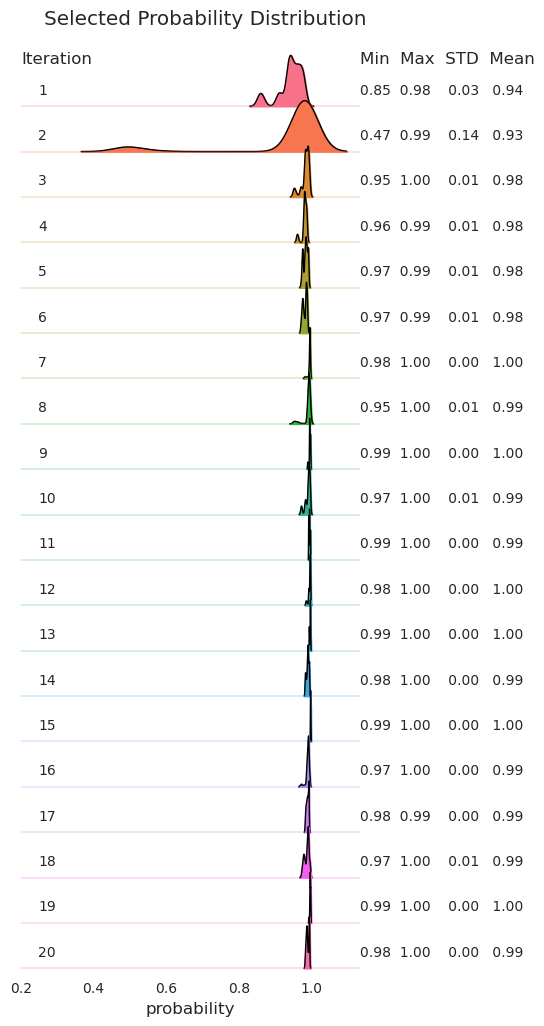 Selected Probability Distribution
Iteration Min Max STD Mean
1 0.85 0.98 0.03 0.94
2 0.47 0.99 0.14 0.93
3 0.95 1.00 0.01 0.98
4 0.96 0.99 0.01 0.98
5 0.97 0.99 0.01 0.98
6 0.97 0.99 0.01 0.98
7 0.98 1.00 0.00 1.00
8 0.95 1.00 0.01 0.99
9 0.99 1.00 0.00 1.00
10 0.97 1.00 0.01 0.99
11 0.99 1.00 0.00 0.99
12 0.98 1.00 0.00 1.00
13 0.99 1.00 0.00 1.00
14 0.98 1.00 0.00 0.99
15 0.99 1.00 0.00 1.00
16 0.97 1.00 0.00 0.99
17 0.98 0.99 0.00 0.99
18 0.97 1.00 0.01 0.99
19 0.99 1.00 0.00 1.00
20 0.98 1.00 0.00 0.99
0.2 0.4 0.6 0.8 1.0
probability